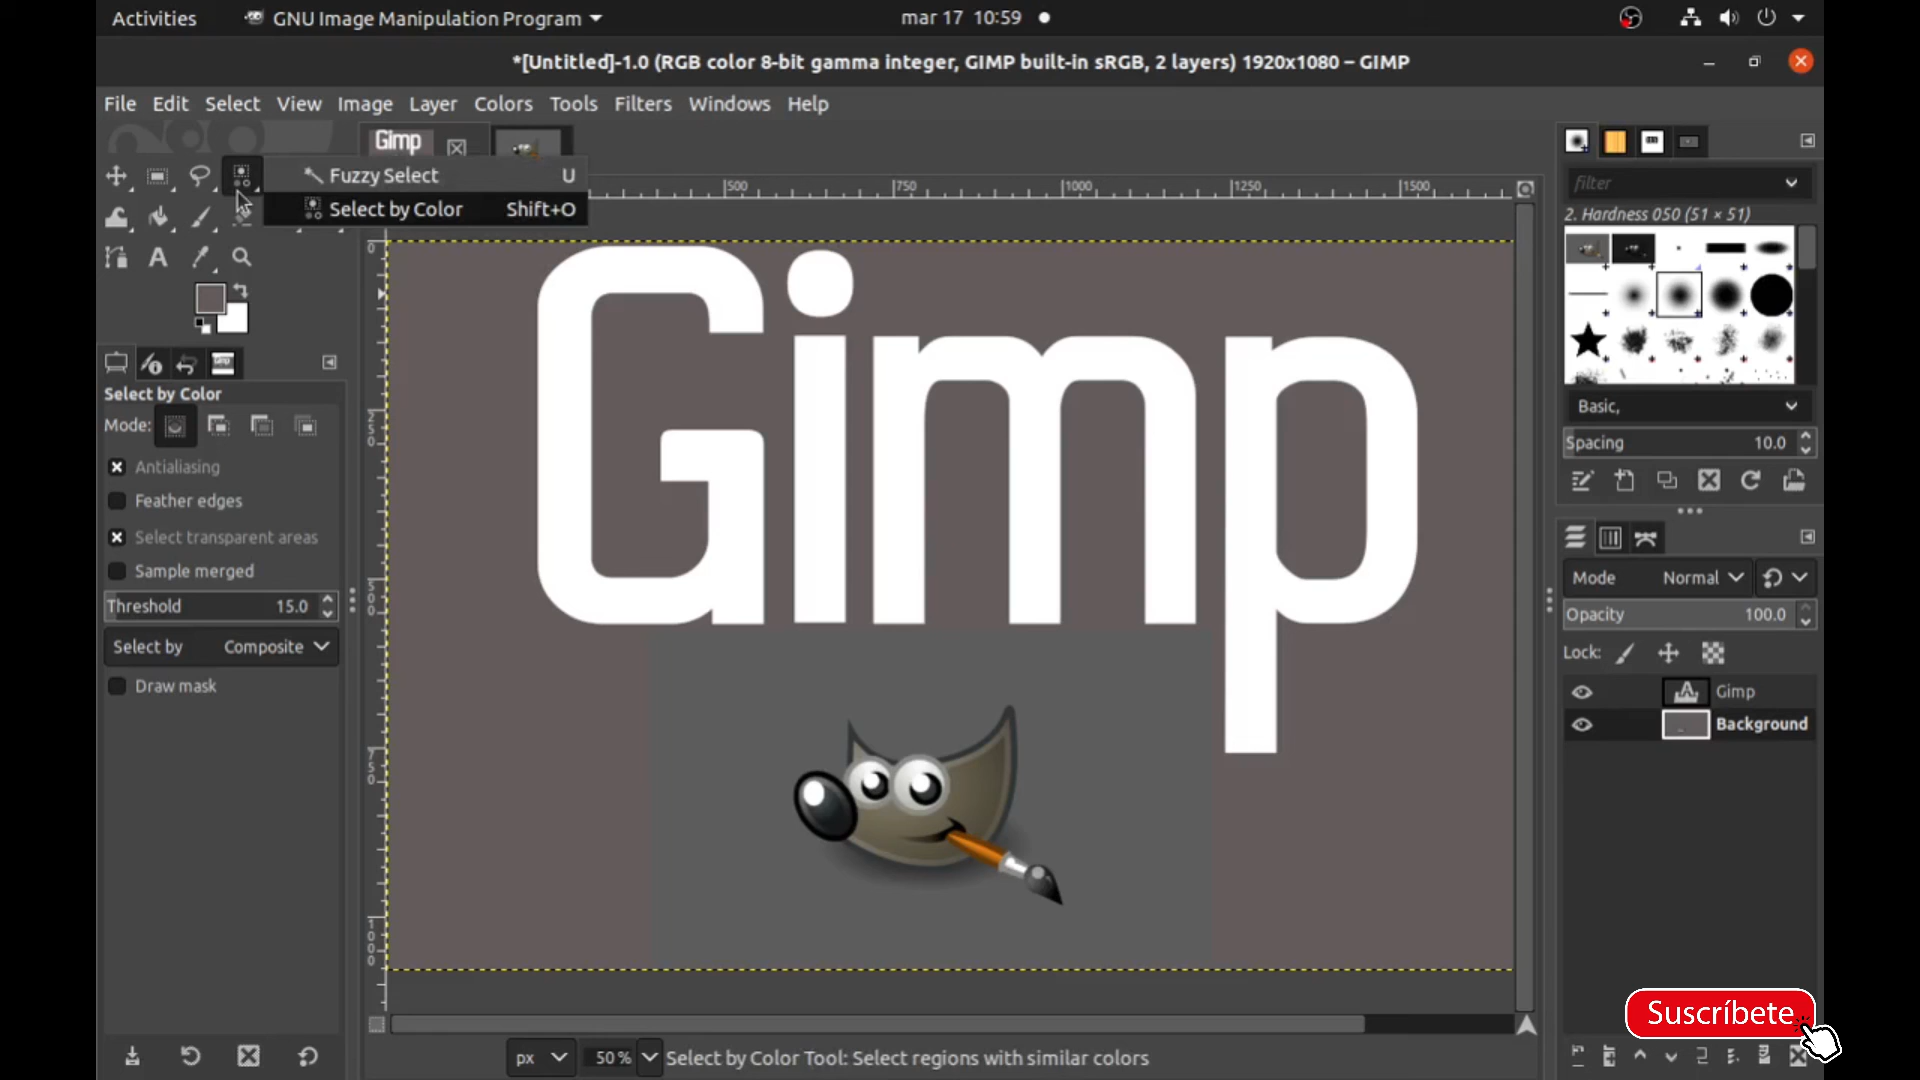 Activities
GNU Image Manipulation Program
mar 17 10:59
*[Untitled]-1.0 (RGB color 8-bit gamma integer, GIMP built-in sRGB, 2 layers) 1920x1080 – GIMP
File Edit Select View Image Layer Colors Tools Filters Windows Help
Gimp
Fuzzy Select U
Select by Color Shift+O
500 750 1000 1250 1500
filter
2. Hardness 050 (51 × 51)
Basic,
Spacing 10.0
Select by Color
Mode:
Antialiasing
Feather edges
Select transparent areas
Sample merged
Threshold 15.0
Select by Composite
Draw mask
0
250
500
750
1000
Gimp
Mode Normal
Opacity 100.0
Lock:
Gimp
Background
Suscríbete
px 50 % Select by Color Tool: Select regions with similar colors